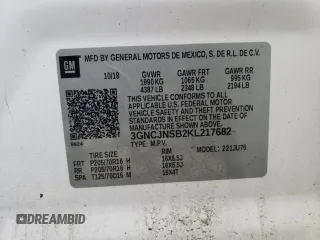 GM
MFD BY GENERAL MOTORS DE MEXICO, S. DE R.L. DE C.V.
10/18 GVWR GAWR FRT GAWR RR
1990 KG 1065 KG 995 KG
4387 LB 2348 LB 2194 LB
THIS VEHICLE CONFORMS TO ALL APPLICABLE U.S.
FEDERAL MOTOR VEHICLE SAFETY, BUMPER, AND
THEFT PREVENTION STANDARDS IN EFFECT ON THE
DATE OF MANUFACTURE SHOWN ABOVE.
3GNCJNSB2KL217682
TYPE: M.P.V.
TIRE SIZE RIM MODEL: 221JU76
FRT P205/70R16 H 16X6.5J
RR P205/70R16 H 16X6.5J
SPA T125/70D16 M 16X4T